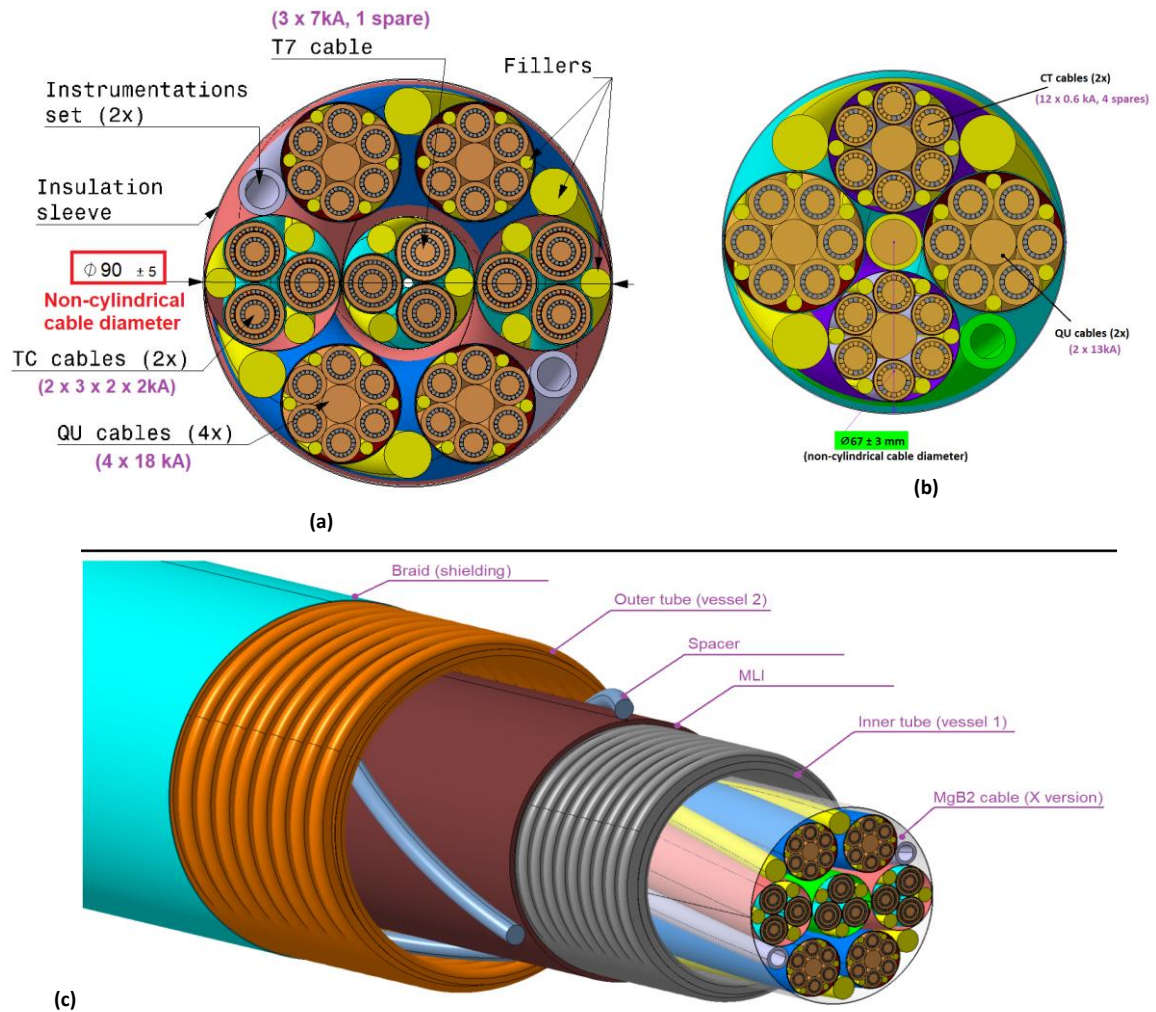 (3 x 7kA, 1 spare)
T7 cable
Fillers
Instrumentations
set (2x)
Insulation
sleeve
Φ 90 ± 5
Non-cylindrical
cable diameter
TC cables (2x)
(2 x 3 x 2 x 2kA)
QU cables (4x)
(4 x 18 kA)
(a)
CT cables (2x)
(12 x 0.6 kA, 4 spares)
QU cables (2x)
(2 x 13kA)
Ø67 ± 3 mm
(non-cylindrical cable diameter)
(b)
Braid (shielding)
Outer tube (vessel 2)
Spacer
MLI
Inner tube (vessel 1)
MgB2 cable (X version)
(c)